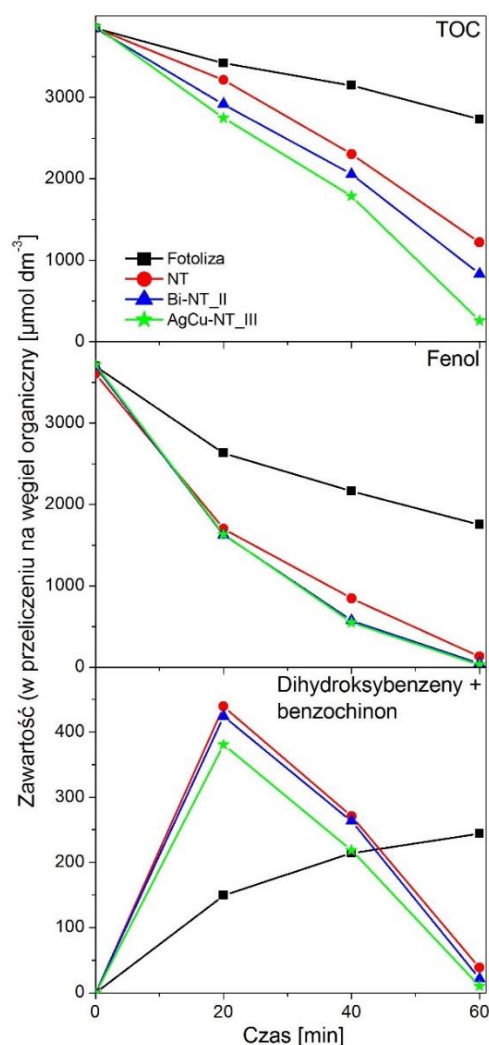 TOC
3000
2000
1000
0
Fotoliza
NT
Bi-NT_II
AgCu-NT_III
Fenol
3000
2000
1000
0
Dihydroksybenzeny +
benzochinon
400
300
200
100
0
0 20 40 60
Czas [min]
Zawartość (w przeliczeniu na węgiel organiczny [µmol dm-3]